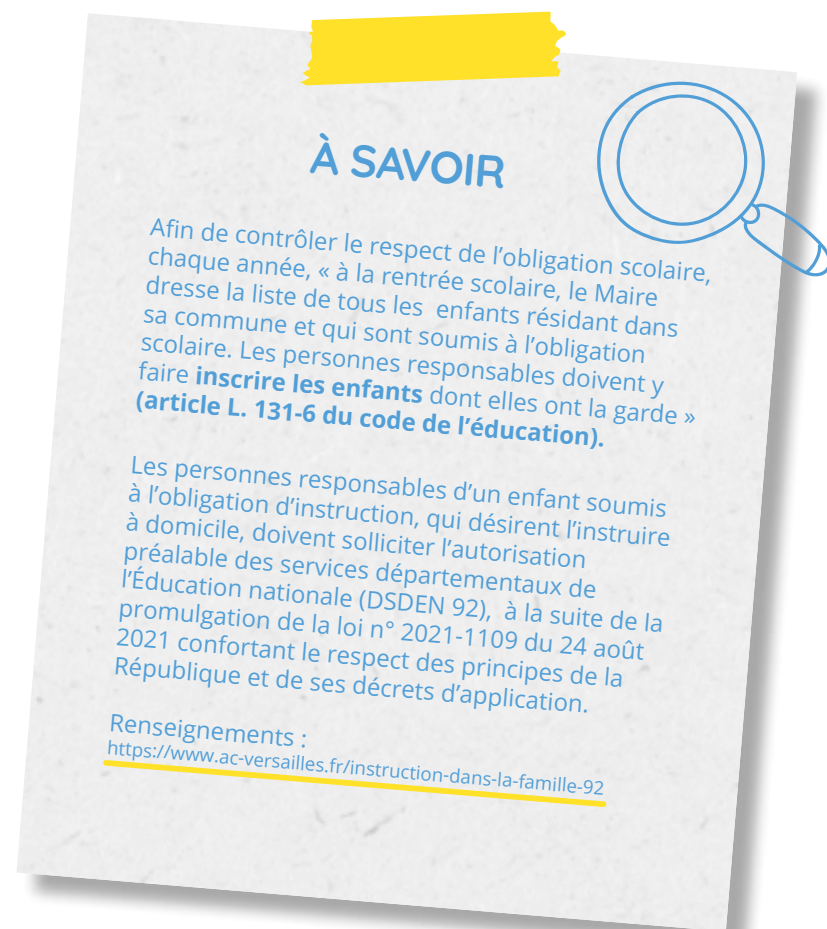 À SAVOIR
Afin de contrôler le respect de l’obligation scolaire,
chaque année, « à la rentrée scolaire, le Maire
dresse la liste de tous les enfants résidant dans
sa commune et qui sont soumis à l’obligation
scolaire. Les personnes responsables doivent y
faire inscrire les enfants dont elles ont la garde »
(article L. 131-6 du code de l’éducation).
Les personnes responsables d’un enfant soumis
à l’obligation d’instruction, qui désirent l’instruire
à domicile, doivent solliciter l’autorisation
préalable des services départementaux de
l’Éducation nationale (DSDEN 92), à la suite de la
promulgation de la loi n° 2021-1109 du 24 août
2021 confortant le respect des principes de la
République et de ses décrets d’application.
Renseignements :
https://www.ac-versailles.fr/instruction-dans-la-famille-92